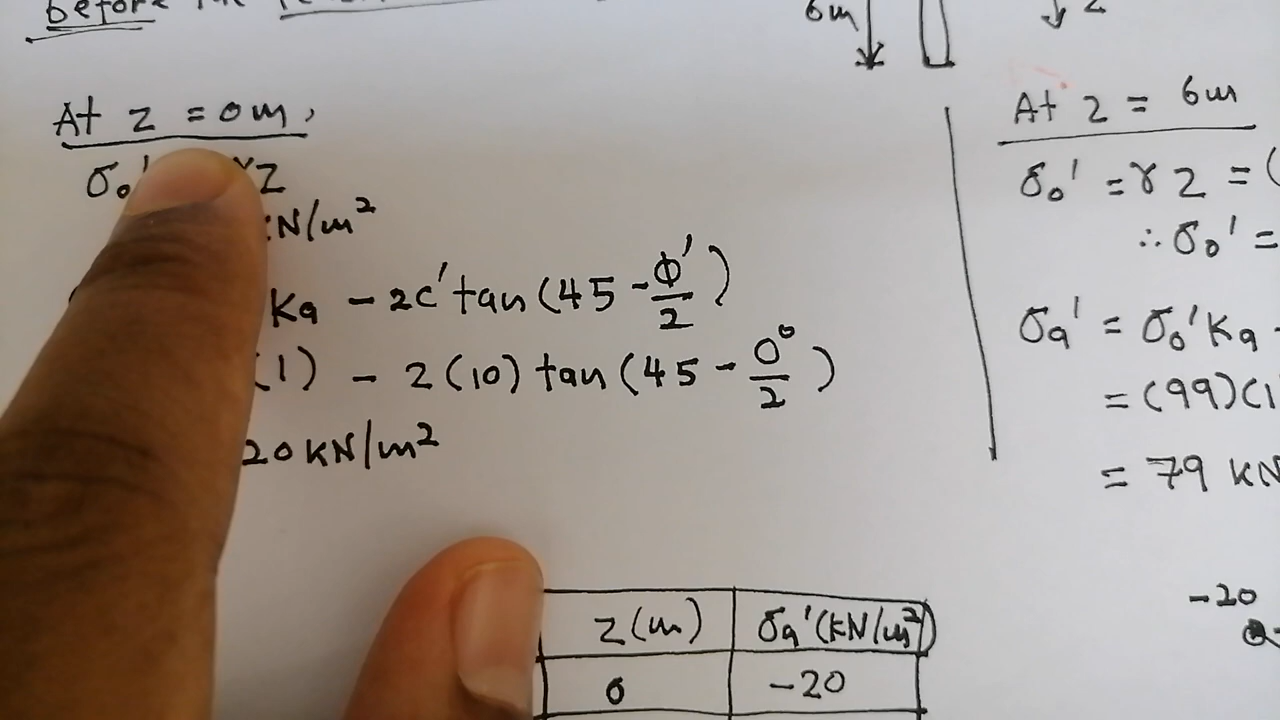 before the
6m
z
At z = 0m,
σ₀' γz
kN/m²
Ka - 2c' tan(45 - φ'/2)
(1) - 2(10) tan(45 - 0°/2)
20 kN/m²
At z = 6m
σ₀' = γz = (
∴ σ₀' =
σa' = σ₀'Ka -
= (99)(1
= 79 kN
-20
z(m) σa'(kN/m²)
0 -20